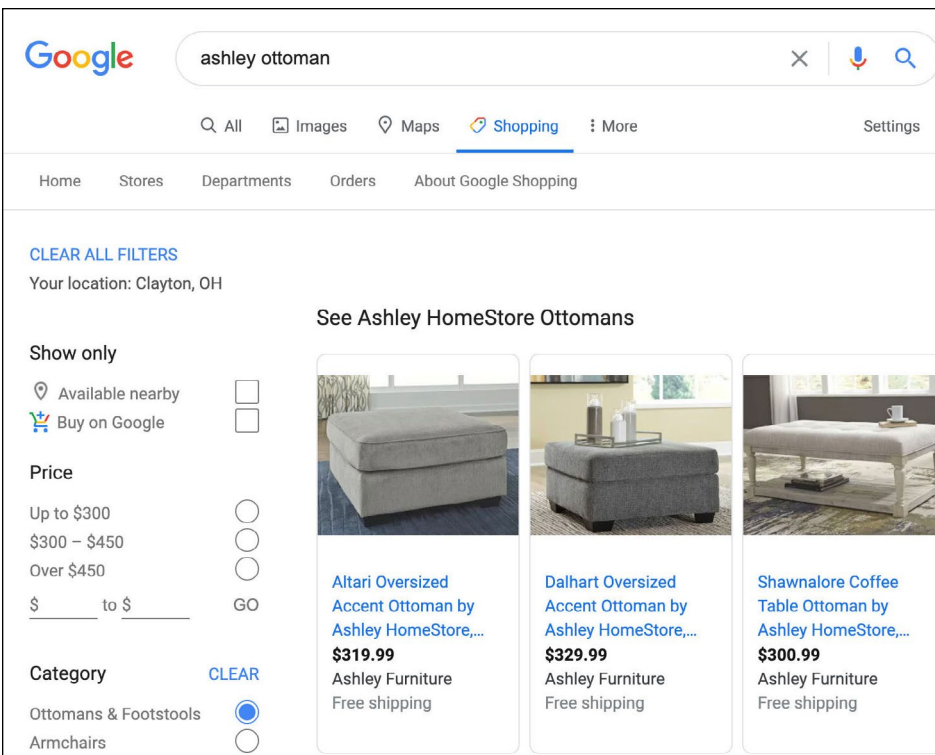 Google
ashley ottoman
All Images Maps Shopping More Settings
Home Stores Departments Orders About Google Shopping
CLEAR ALL FILTERS
Your location: Clayton, OH
Show only
Available nearby
Buy on Google
Price
Up to $300
$300 – $450
Over $450
$ to $ GO
Category CLEAR
Ottomans & Footstools
Armchairs
See Ashley HomeStore Ottomans
Altari Oversized
Accent Ottoman by
Ashley HomeStore,...
$319.99
Ashley Furniture
Free shipping
Dalhart Oversized
Accent Ottoman by
Ashley HomeStore,...
$329.99
Ashley Furniture
Free shipping
Shawnalore Coffee
Table Ottoman by
Ashley HomeStore,...
$300.99
Ashley Furniture
Free shipping